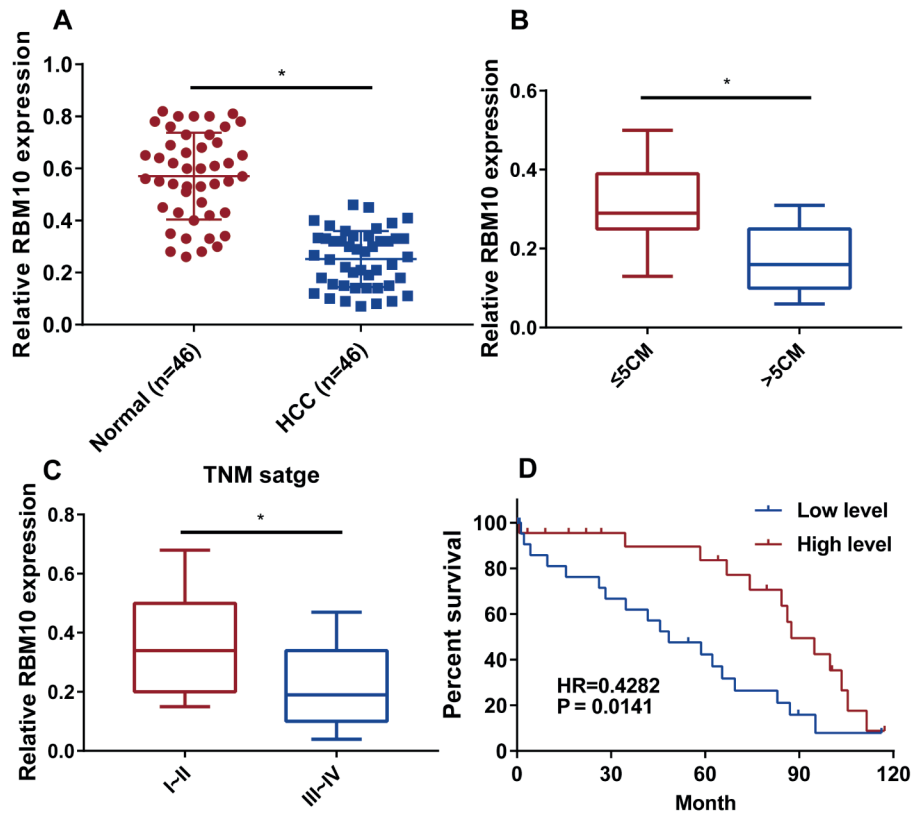 A
Relative RBM10 expression
1.0
0.8
0.6
0.4
0.2
0.0
*
Normal (n=46)
HCC (n=46)
B
Relative RBM10 expression
0.6
0.4
0.2
0.0
*
≤5CM
>5CM
C
TNM satge
Relative RBM10 expression
0.8
0.6
0.4
0.2
0.0
*
I~II
III~IV
D
Percent survival
100
80
60
40
20
0
Low level
High level
HR=0.4282
P = 0.0141
0 30 60 90 120
Month